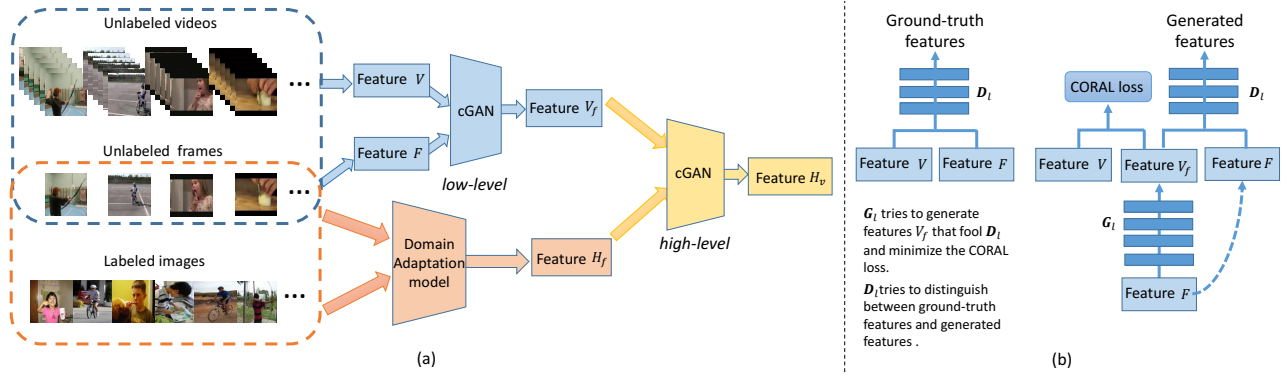 Unlabeled videos
...
Unlabeled frames
...
Labeled images
...
Feature V
Feature F
cGAN
low-level
Feature V_f
Domain
Adaptation
model
Feature H_f
cGAN
high-level
Feature H_v
(a)
Ground-truth
features
D_l
Feature V
Feature F
G_l tries to generate
features V_f that fool D_l
and minimize the CORAL
loss.
D_l tries to distinguish
between ground-truth
features and generated
features .
Generated
features
CORAL loss
D_l
Feature V
Feature V_f
Feature F
G_l
Feature F
(b)